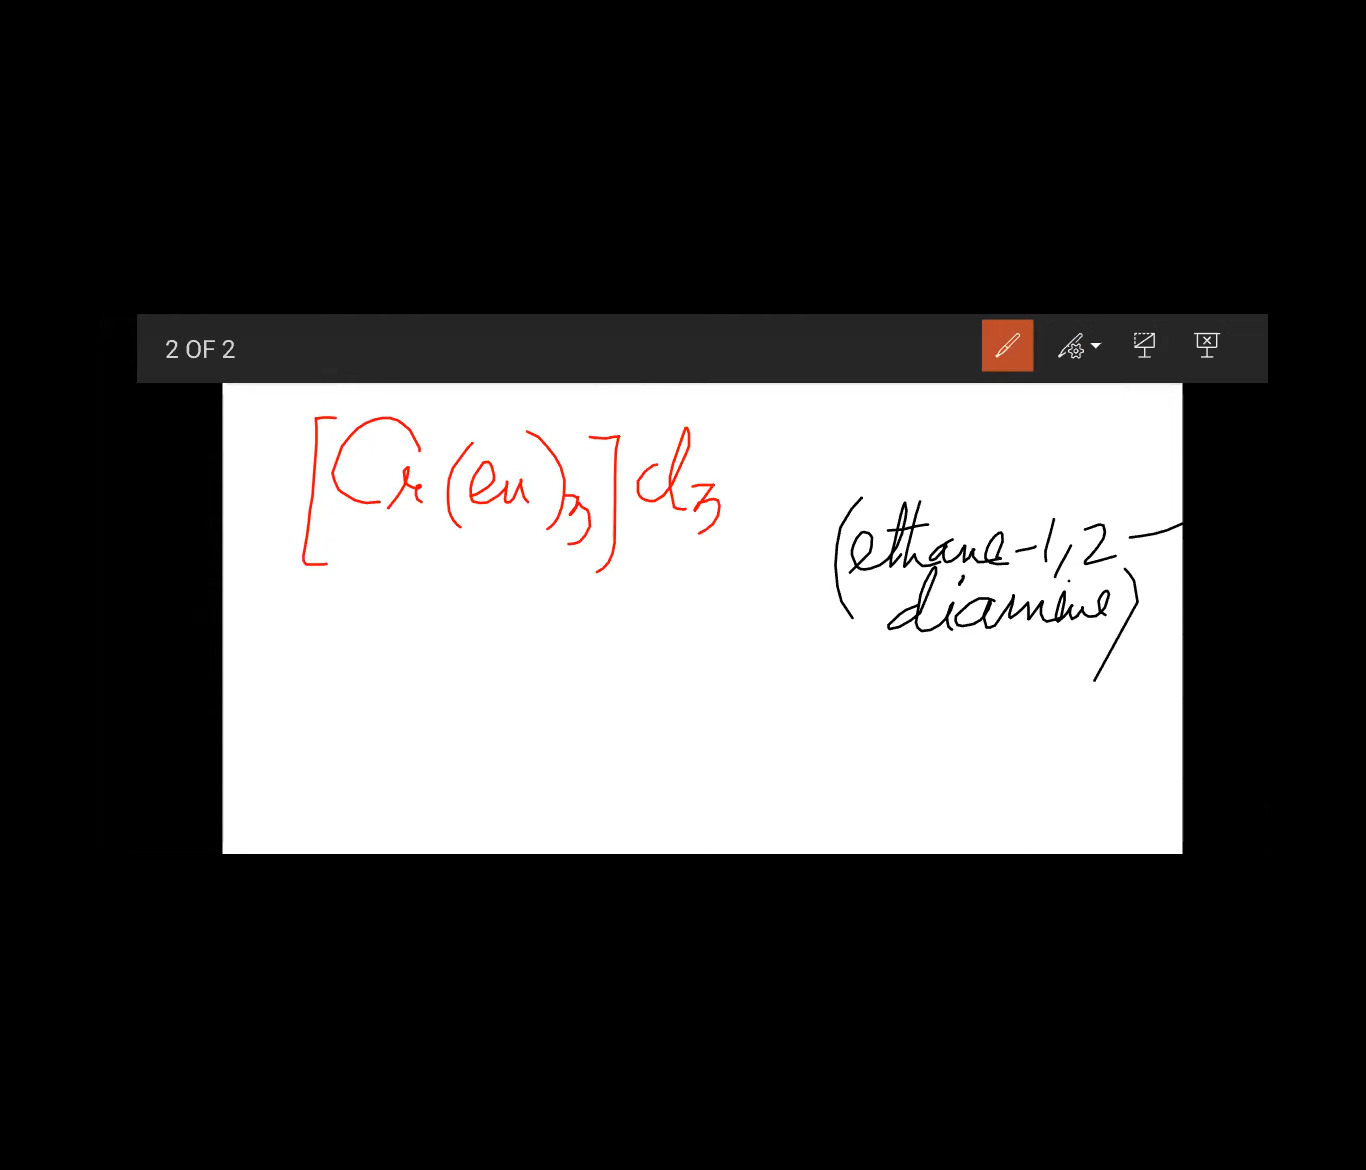 2 OF 2
[Cr(en)3]Cl3
(ethane-1,2-
diamine)